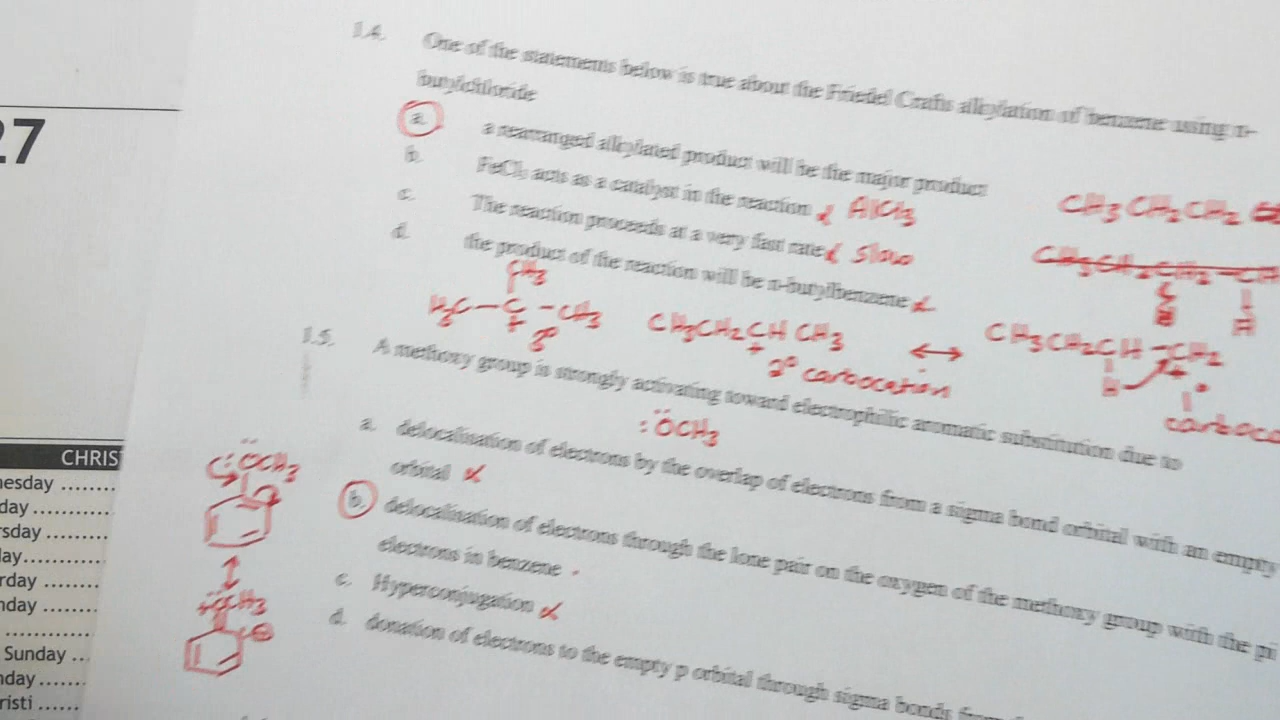 27
CHRIS
nesday ........
day ..........
rsday ..........
lay ............
rday ........
nday ........
..............
Sunday ...
nday .......
risti ......
1.4. One of the statements below is true about the Friedel Crafts alkylation of benzene using n-
butylchloride
a. a rearranged alkylated product will be the major product
b. FeCl₃ acts as a catalyst in the reaction AlCl₃
c. The reaction proceeds at a very fast rate slow
d. the product of the reaction will be n-butylbenzene
CH₃CH₂CH₂
CH₃
H₃C—C—CH₃
+ 3°
CH₃CH₂CHCH₃
+
2° carbocation
↔
CH₃CH₂CH—CH₂
H
+
1°
carboca
1.5. A methoxy group is strongly activating toward electrophilic aromatic substitution due to
:ÖCH₃
a. delocalisation of electrons by the overlap of electrons from a sigma bond orbital with an empty
orbital
b. delocalisation of electrons through the lone pair on the oxygen of the methoxy group with the pi
electrons in benzene
c. Hyperconjugation
d. donation of electrons to the empty p orbital through sigma bonds
:ÖCH₃
+ÖCH₃